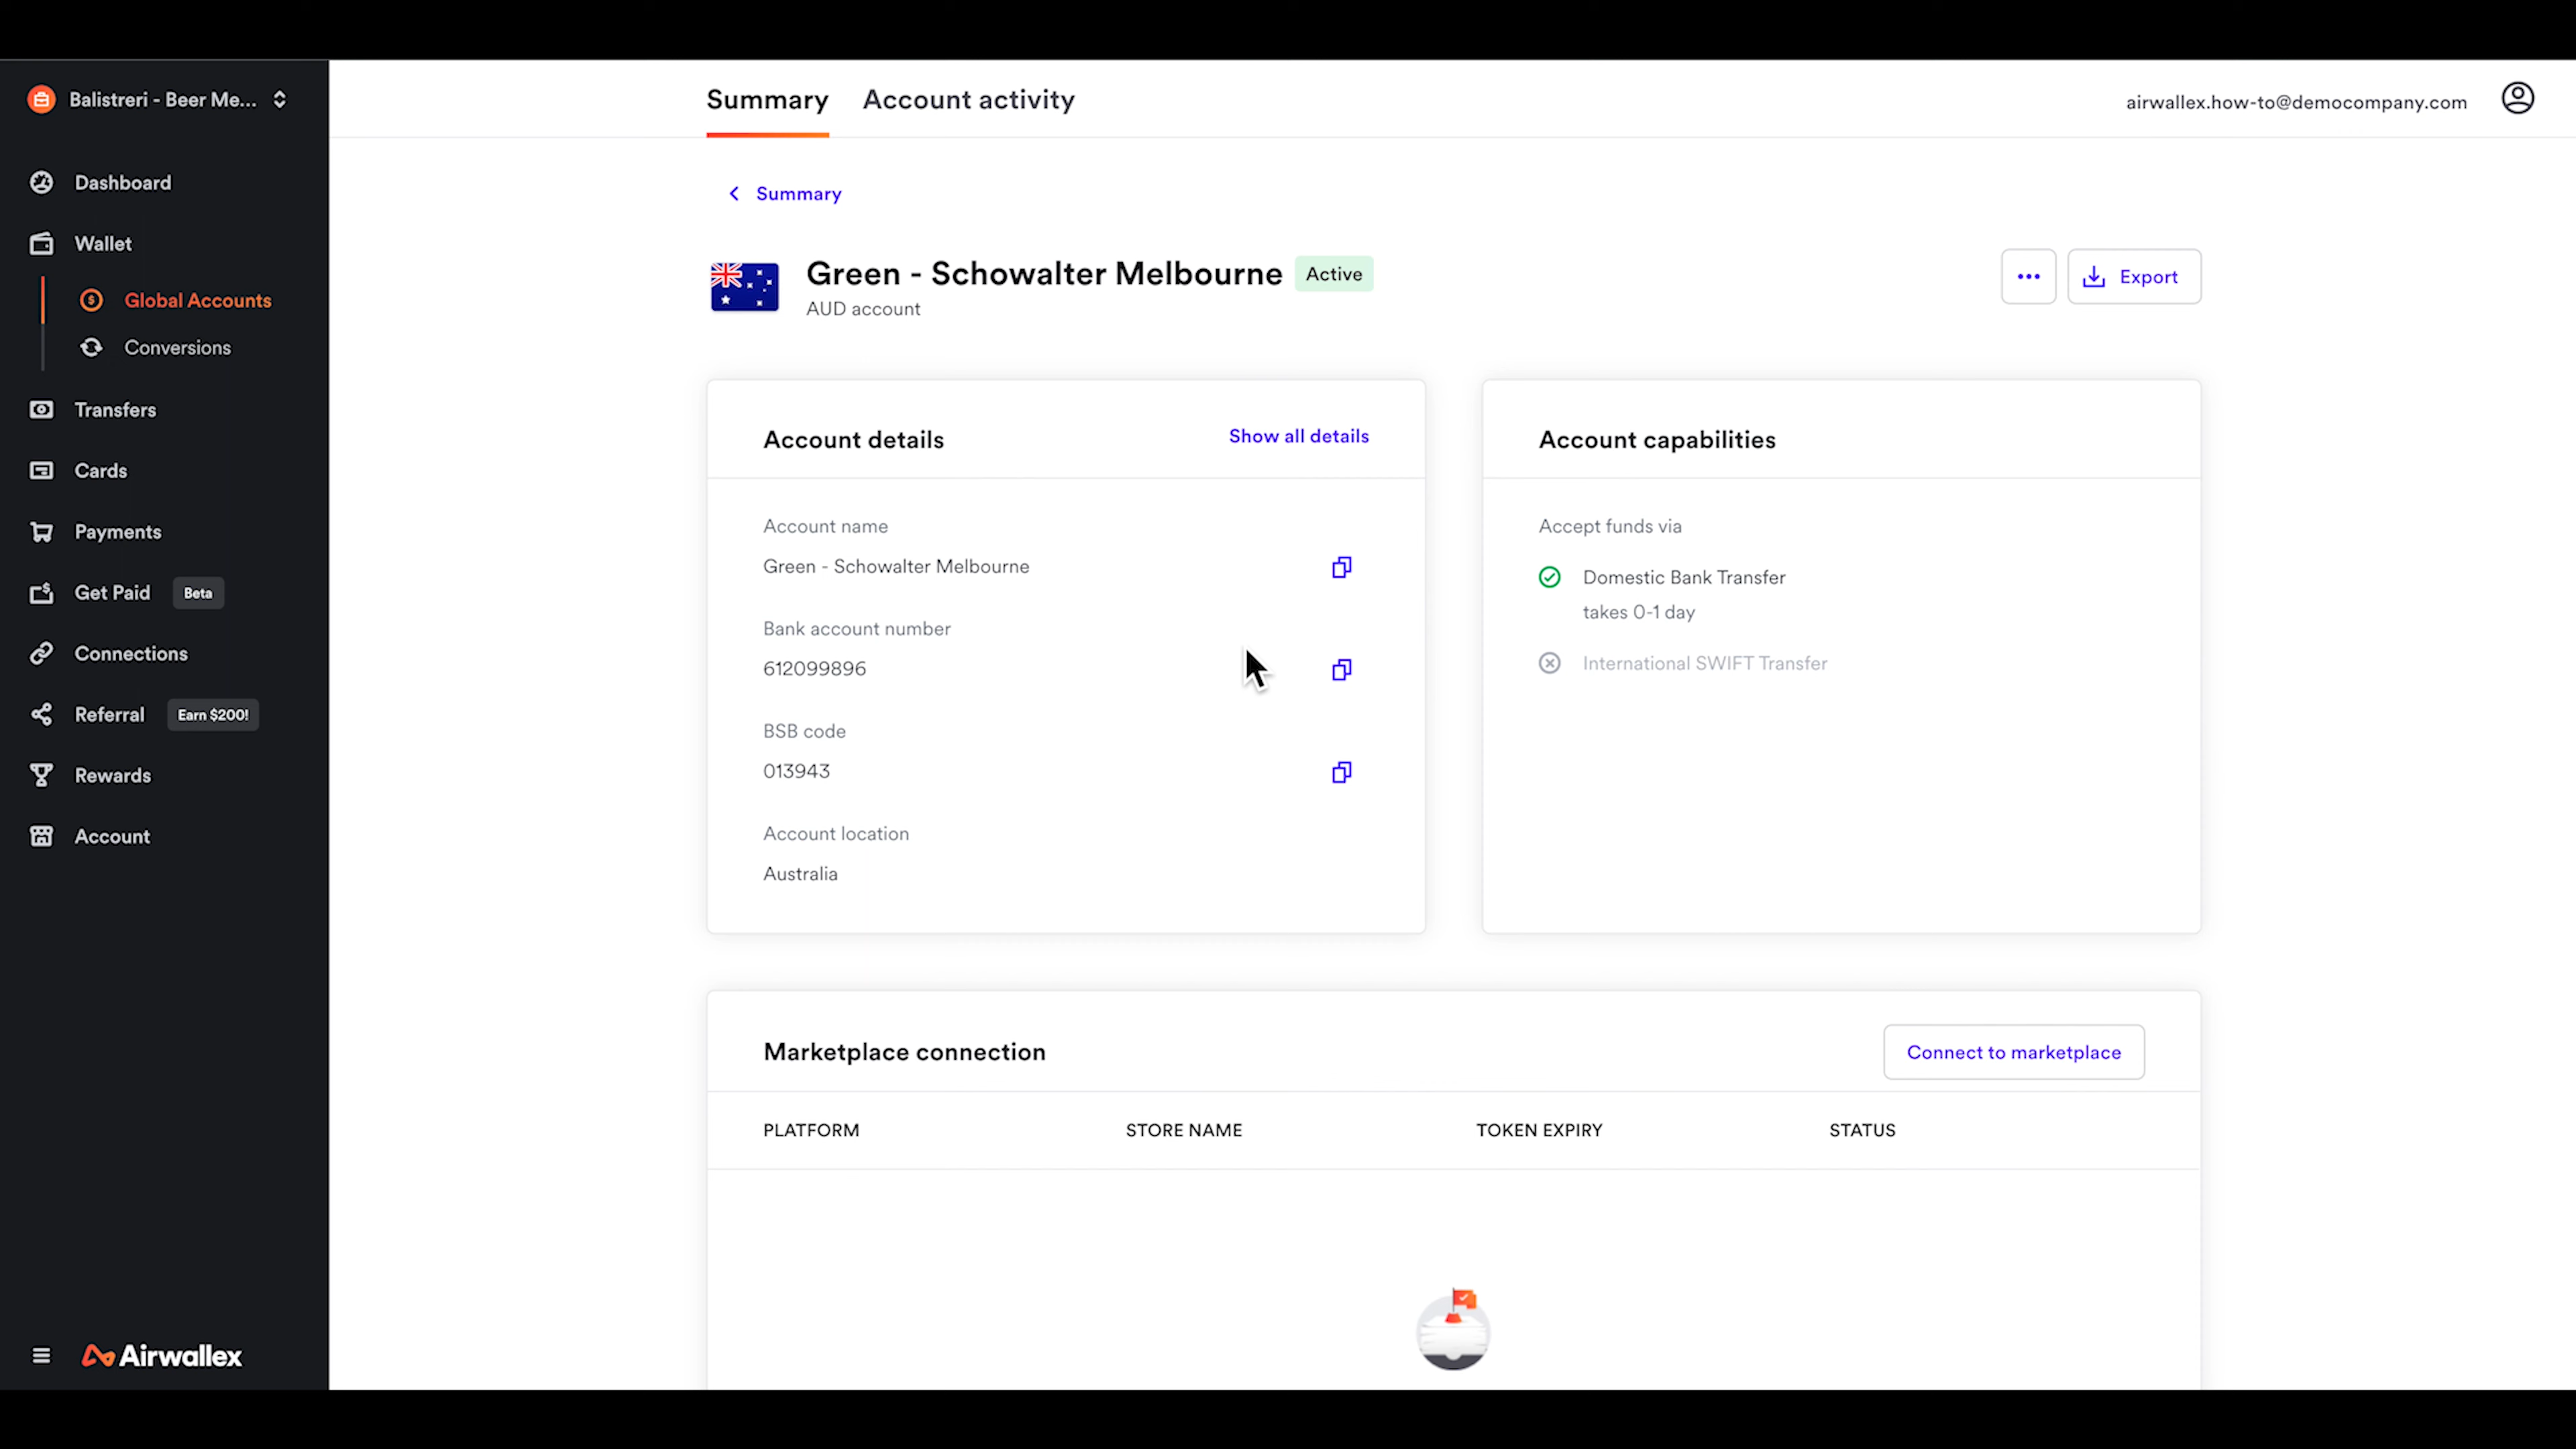 Balistreri - Beer Me...
Dashboard
Wallet
Global Accounts
Conversions
Transfers
Cards
Payments
Get Paid Beta
Connections
Referral Earn $200!
Rewards
Account
Airwallex
Summary Account activity
airwallex.how-to@democompany.com
Summary
Green - Schowalter Melbourne Active
AUD account
Export
Account details Show all details
Account name
Green - Schowalter Melbourne
Bank account number
612099896
BSB code
013943
Account location
Australia
Account capabilities
Accept funds via
Domestic Bank Transfer
takes 0-1 day
International SWIFT Transfer
Marketplace connection Connect to marketplace
PLATFORM STORE NAME TOKEN EXPIRY STATUS